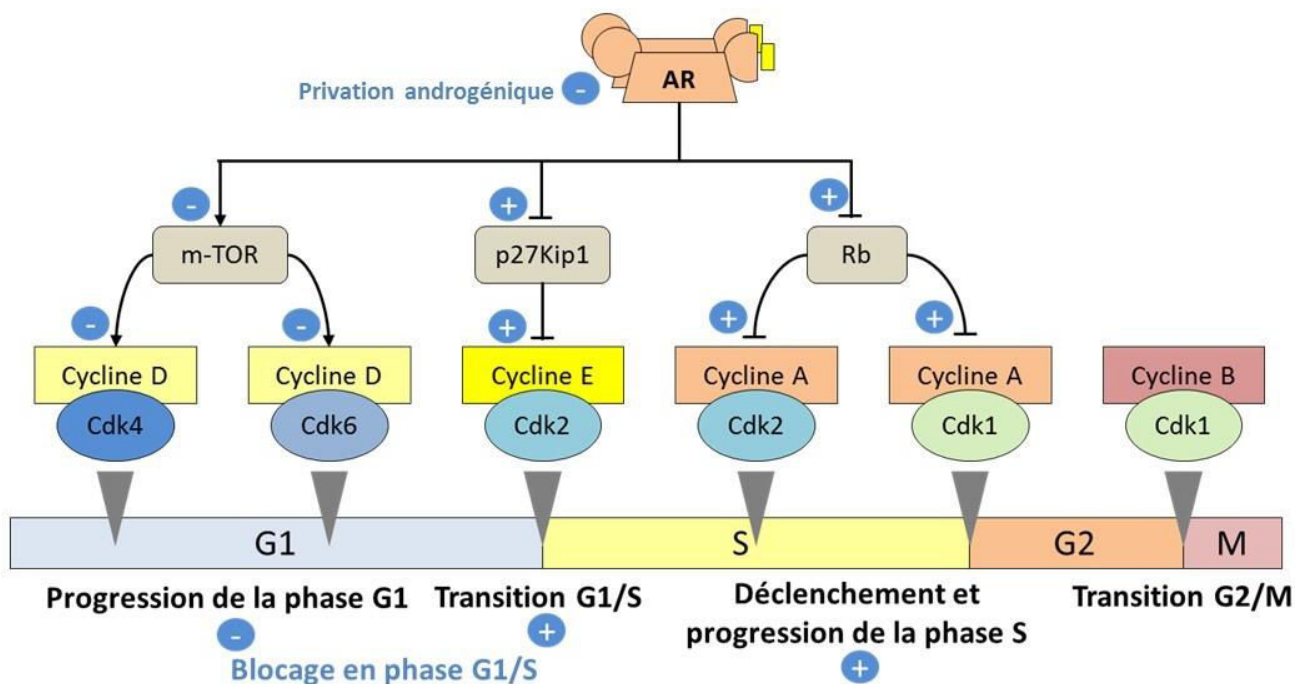 AR
Privation androgénique -
- + +
m-TOR p27Kip1 Rb
- - + + +
Cycline D Cycline D Cycline E Cycline A Cycline A Cycline B
Cdk4 Cdk6 Cdk2 Cdk2 Cdk1 Cdk1
G1 S G2 M
Progression de la phase G1 Transition G1/S Déclenchement et Transition G2/M
progression de la phase S
- +
Blocage en phase G1/S +